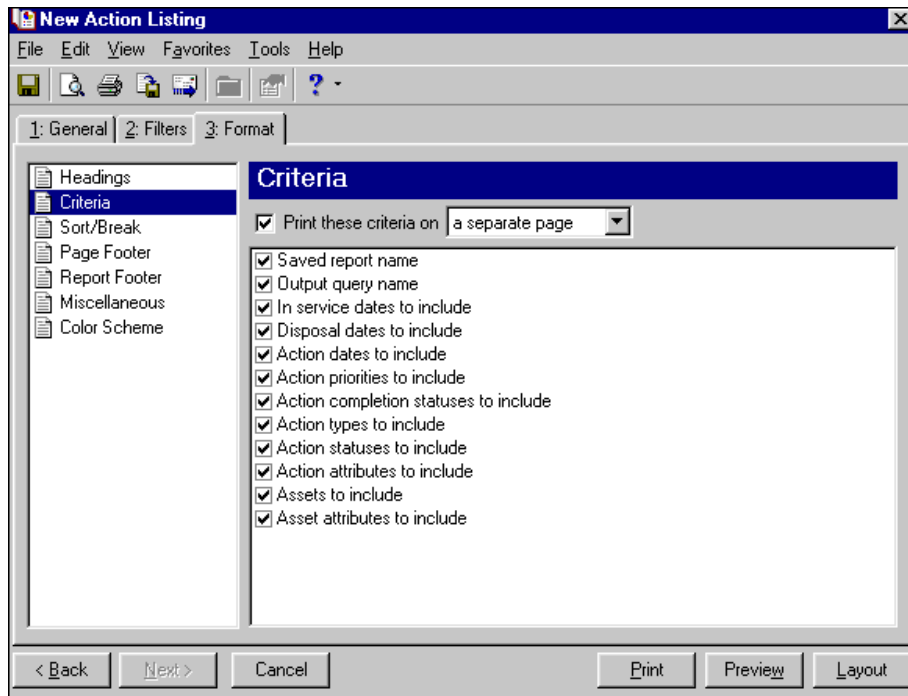 New Action Listing
File Edit View Favorites Tools Help
?
1: General 2: Filters 3: Format
Headings
Criteria
Sort/Break
Page Footer
Report Footer
Miscellaneous
Color Scheme
Criteria
Print these criteria on a separate page
Saved report name
Output query name
In service dates to include
Disposal dates to include
Action dates to include
Action priorities to include
Action completion statuses to include
Action types to include
Action statuses to include
Action attributes to include
Assets to include
Asset attributes to include
< Back Next > Cancel Print Preview Layout